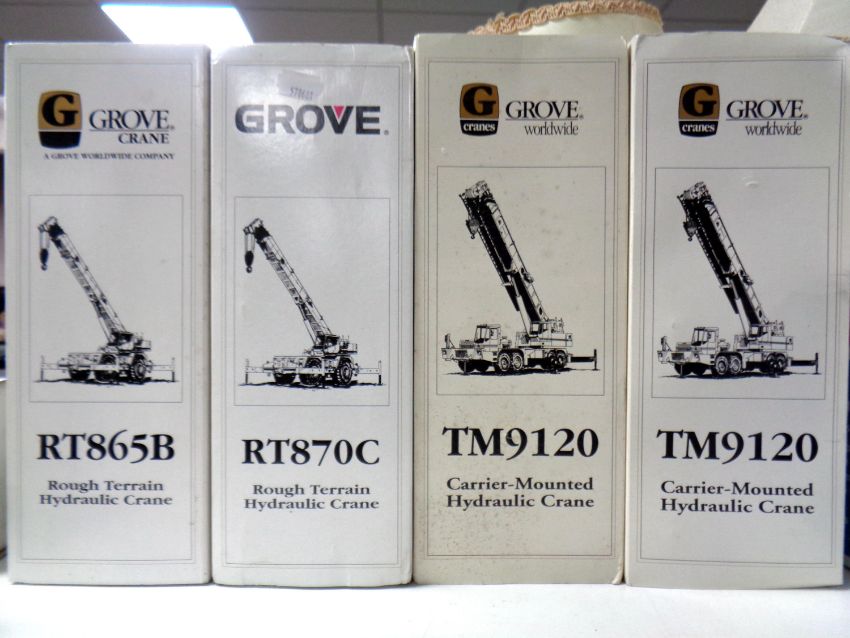 G
GROVE®
CRANE
A GROVE WORLDWIDE COMPANY
RT865B
Rough Terrain
Hydraulic Crane
GROVE®
RT870C
Rough Terrain
Hydraulic Crane
G
cranes
GROVE®
worldwide
TM9120
Carrier-Mounted
Hydraulic Crane
G
cranes
GROVE®
worldwide
TM9120
Carrier-Mounted
Hydraulic Crane